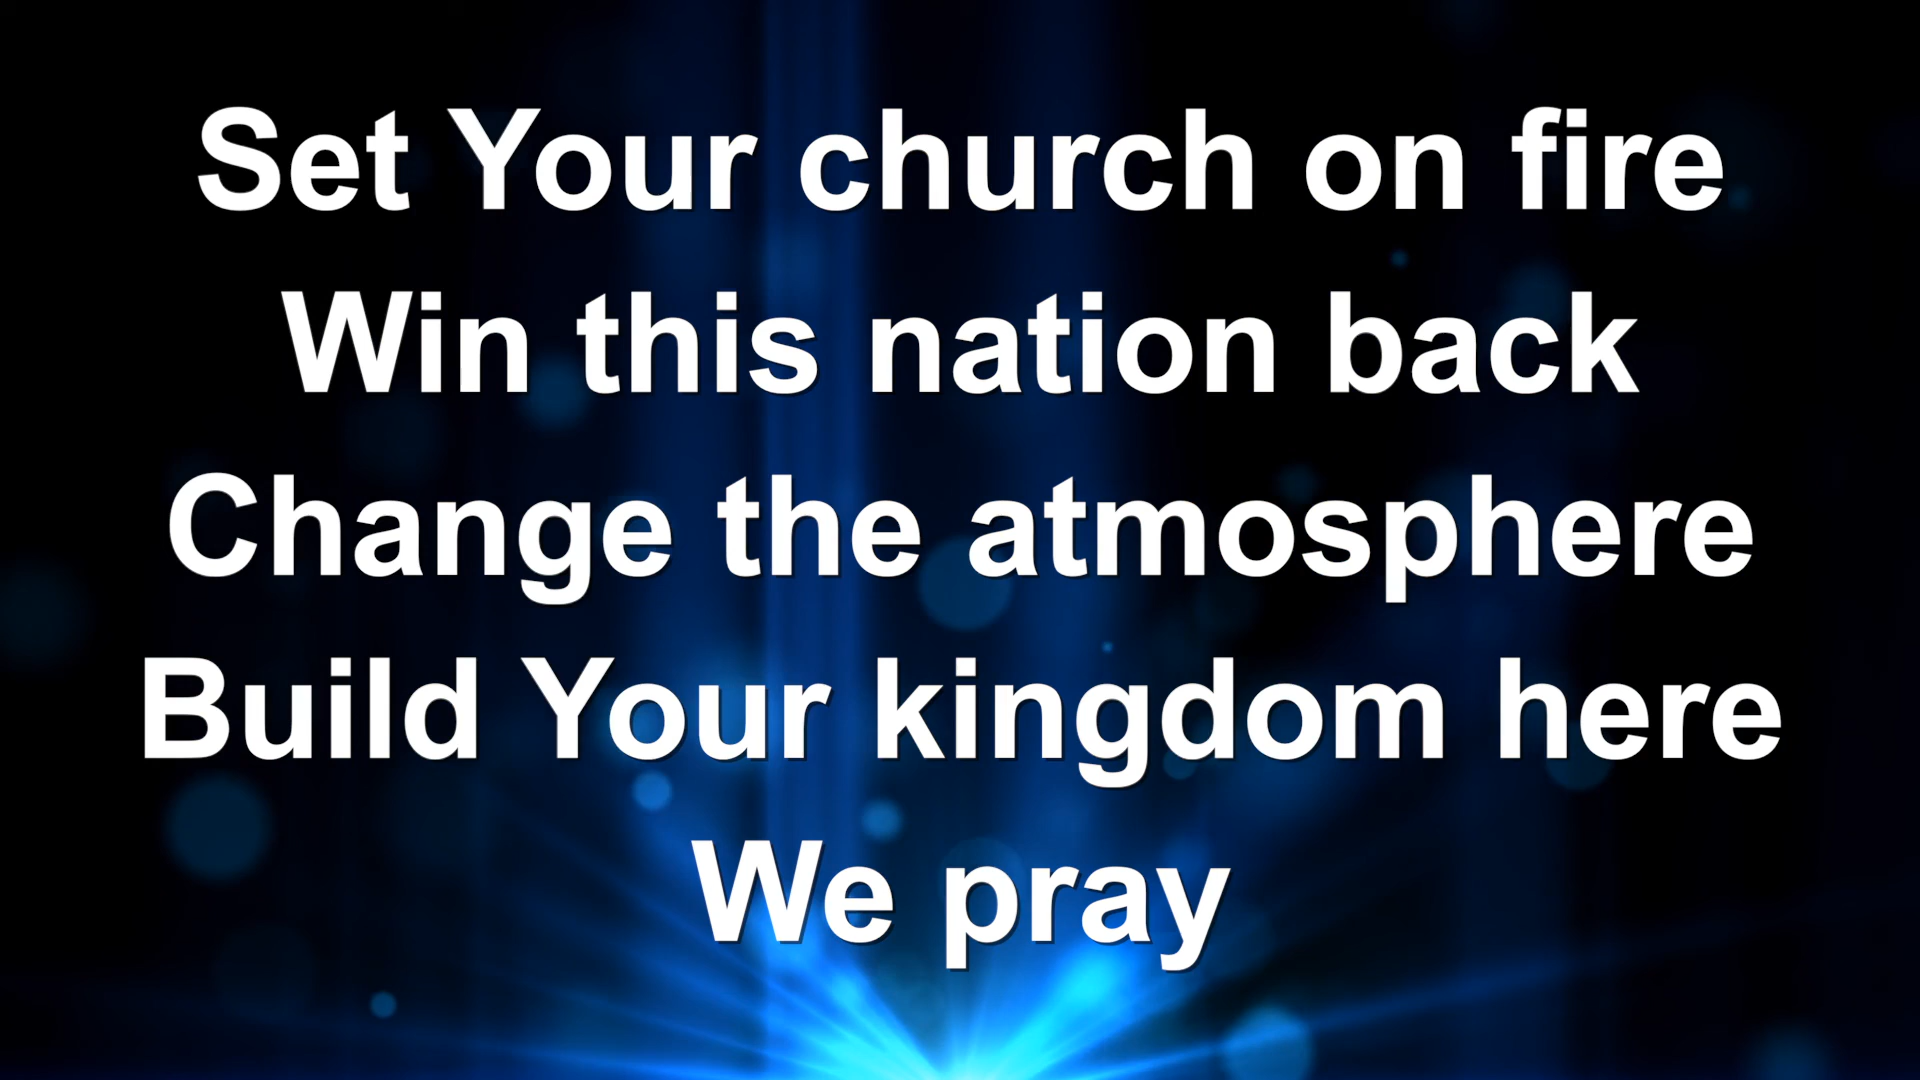 Set Your church on fire
Win this nation back
Change the atmosphere
Build Your kingdom here
We pray